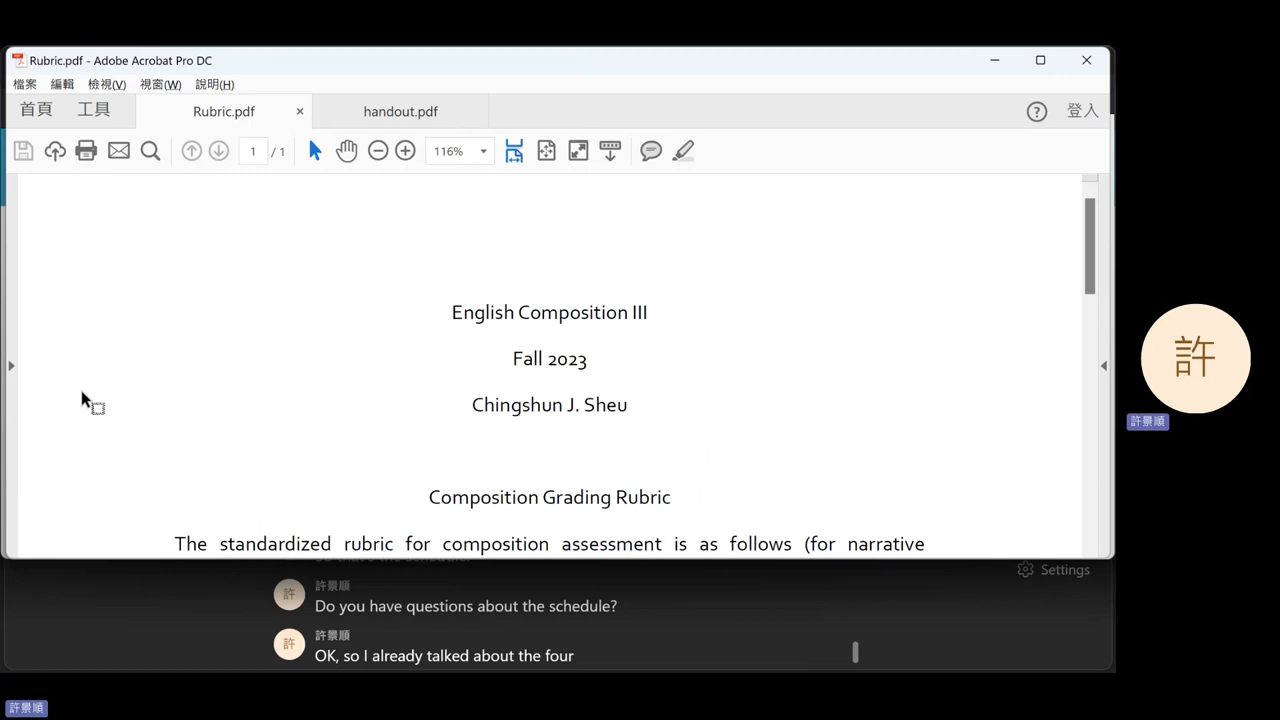 Rubric.pdf - Adobe Acrobat Pro DC
檔案 編輯 檢視(V) 視窗(W) 說明(H)
首頁 工具 Rubric.pdf × handout.pdf 登入
1 / 1 116%
English Composition III
Fall 2023
Chingshun J. Sheu
Composition Grading Rubric
The standardized rubric for composition assessment is as follows (for narrative
許
許景順
Settings
許 許景順
Do you have questions about the schedule?
許 許景順
OK, so I already talked about the four
許景順